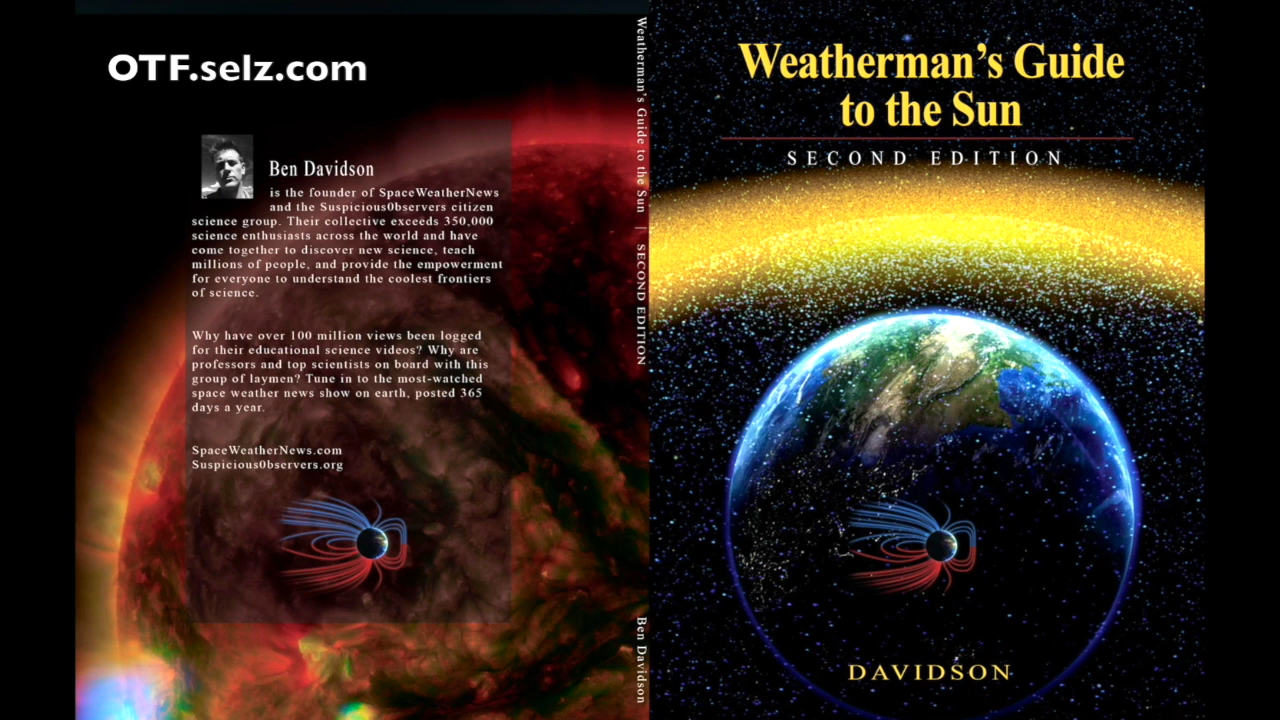 OTF.selz.com
Ben Davidson
is the founder of SpaceWeatherNews
and the Suspicious0bservers citizen
science group. Their collective exceeds 350,000
science enthusiasts across the world and have
come together to discover new science, teach
millions of people, and provide the empowerment
for everyone to understand the coolest frontiers
of science.
Why have over 100 million views been logged
for their educational science videos? Why are
professors and top scientists on board with this
group of laymen? Tune in to the most-watched
space weather news show on earth, posted 365
days a year.
SpaceWeatherNews.com
Suspicious0bservers.org
Weatherman's Guide to the Sun | SECOND EDITION
Ben Davidson
Weatherman's Guide
to the Sun
SECOND EDITION
DAVIDSON